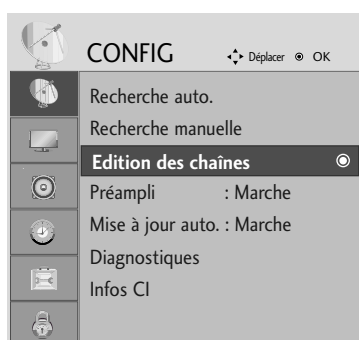 CONFIG Déplacer OK
Recherche auto.
Recherche manuelle
Edition des chaînes
Préampli : Marche
Mise à jour auto. : Marche
Diagnostiques
Infos CI